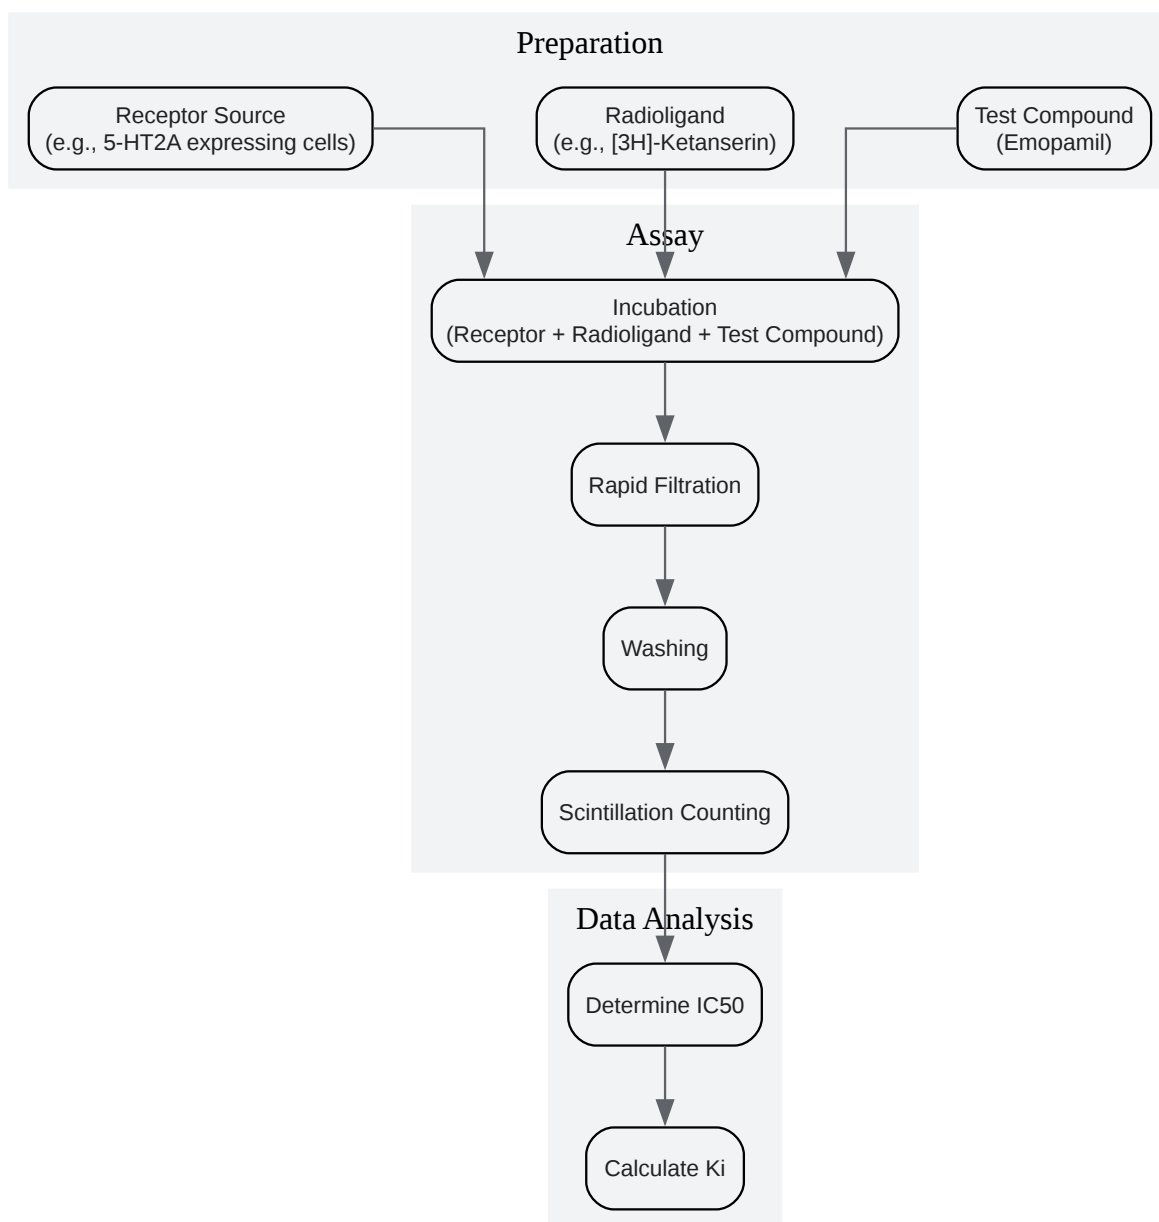 Preparation
Receptor Source
(e.g., 5-HT2A expressing cells)
Radioligand
(e.g., [3H]-Ketanserin)
Test Compound
(Emopamil)
Assay
Incubation
(Receptor + Radioligand + Test Compound)
Rapid Filtration
Washing
Scintillation Counting
Data Analysis
Determine IC50
Calculate Ki